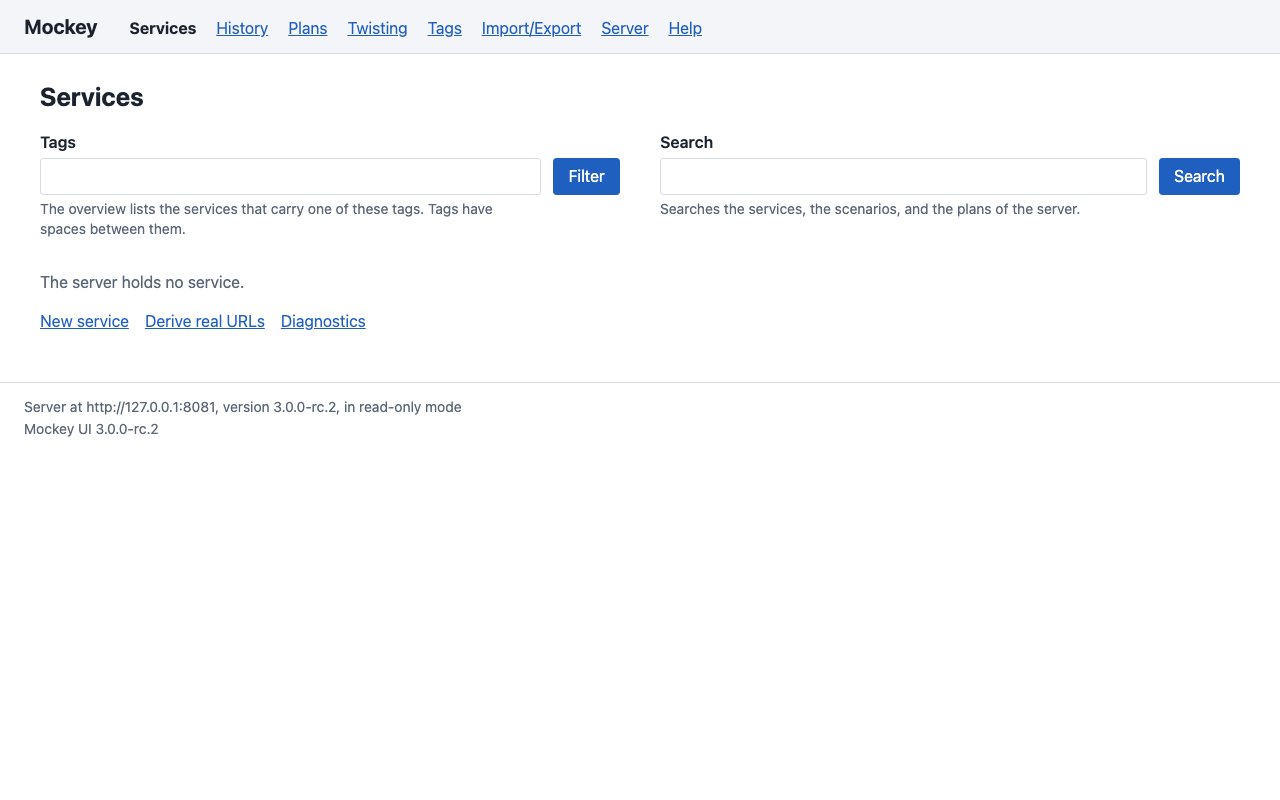 Mockey Services History Plans Twisting Tags Import/Export Server Help
Services
Tags
Filter
The overview lists the services that carry one of these tags. Tags have
spaces between them.
Search
Search
Searches the services, the scenarios, and the plans of the server.
The server holds no service.
New service Derive real URLs Diagnostics
Server at http://127.0.0.1:8081, version 3.0.0-rc.2, in read-only mode
Mockey UI 3.0.0-rc.2